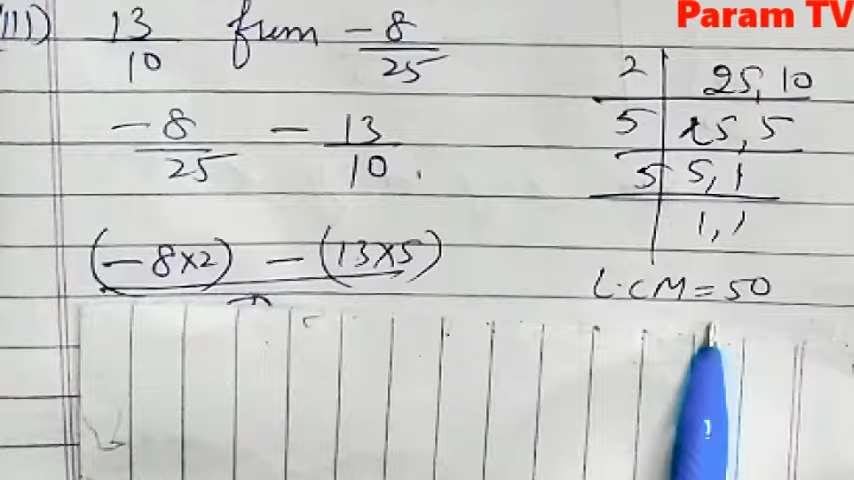 Param TV
(III) 13/10 from -8/25
-8/25 - 13/10.
(-8×2) - (13×5)
2 | 25, 10
5 | 25, 5
5 | 5, 1
1, 1
L.CM = 50